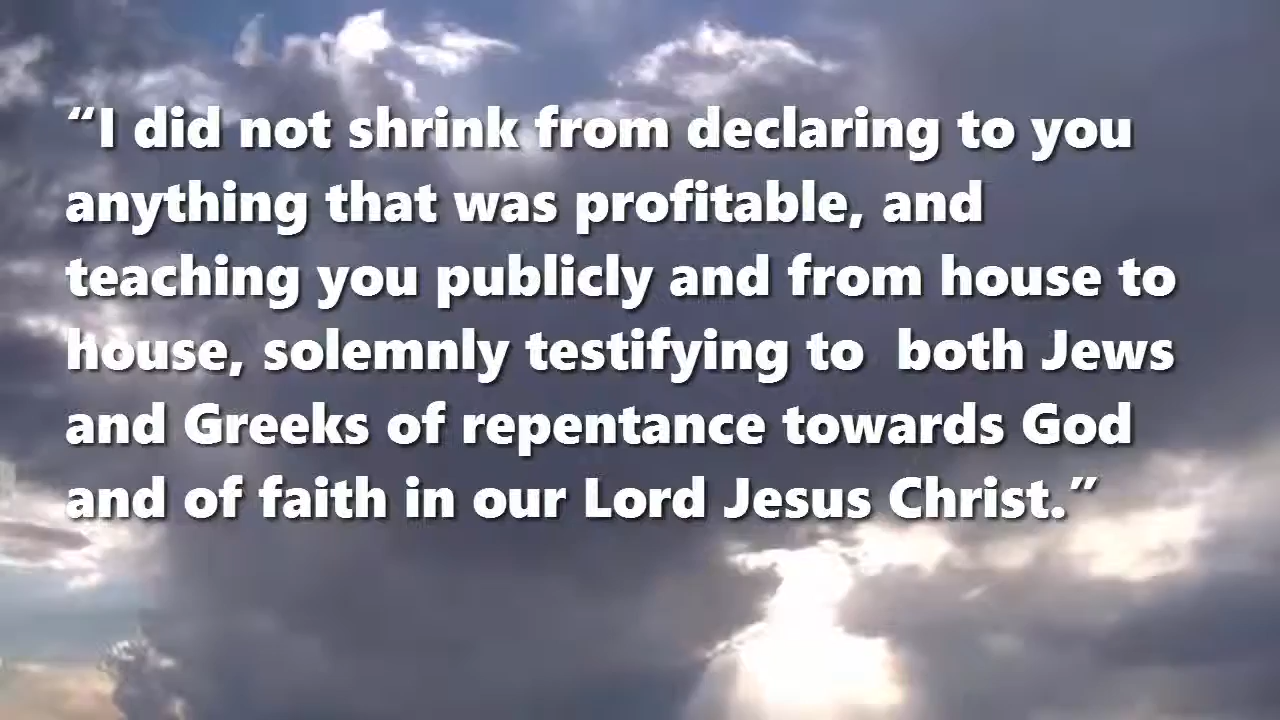 “I did not shrink from declaring to you
anything that was profitable, and
teaching you publicly and from house to
house, solemnly testifying to  both Jews
and Greeks of repentance towards God
and of faith in our Lord Jesus Christ.”